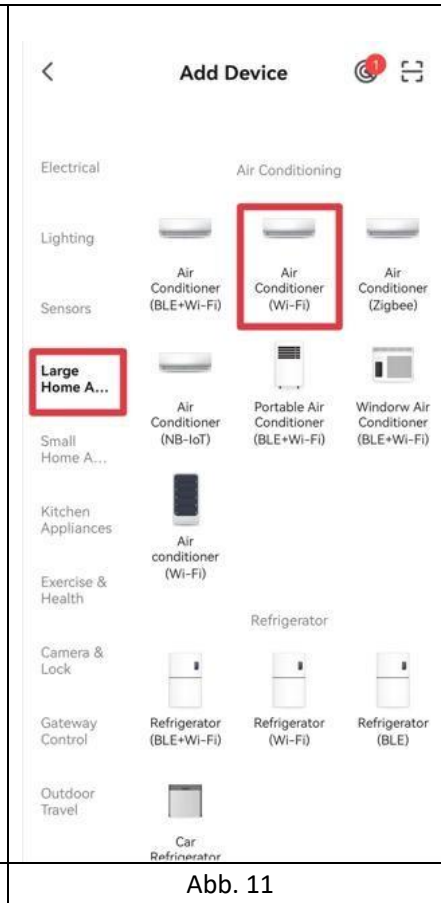 Add Device
1
Electrical
Lighting
Sensors
Large
Home A...
Small
Home A...
Kitchen
Appliances
Exercise &
Health
Camera &
Lock
Gateway
Control
Outdoor
Travel
Air Conditioning
Air
Conditioner
(BLE+Wi-Fi)
Air
Conditioner
(Wi-Fi)
Air
Conditioner
(Zigbee)
Air
Conditioner
(NB-IoT)
Portable Air
Conditioner
(BLE+Wi-Fi)
Windorw Air
Conditioner
(BLE+Wi-Fi)
Air
conditioner
(Wi-Fi)
Refrigerator
Refrigerator
(BLE+Wi-Fi)
Refrigerator
(Wi-Fi)
Refrigerator
(BLE)
Car
Refrigerator
Abb. 11